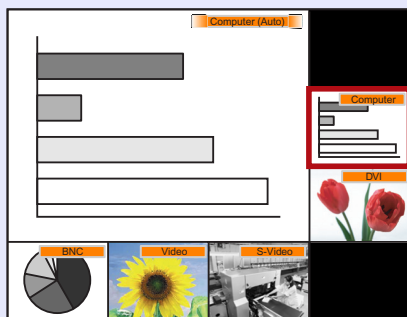 Computer (Auto)
Computer
DVI
BNC
Video
S-Video